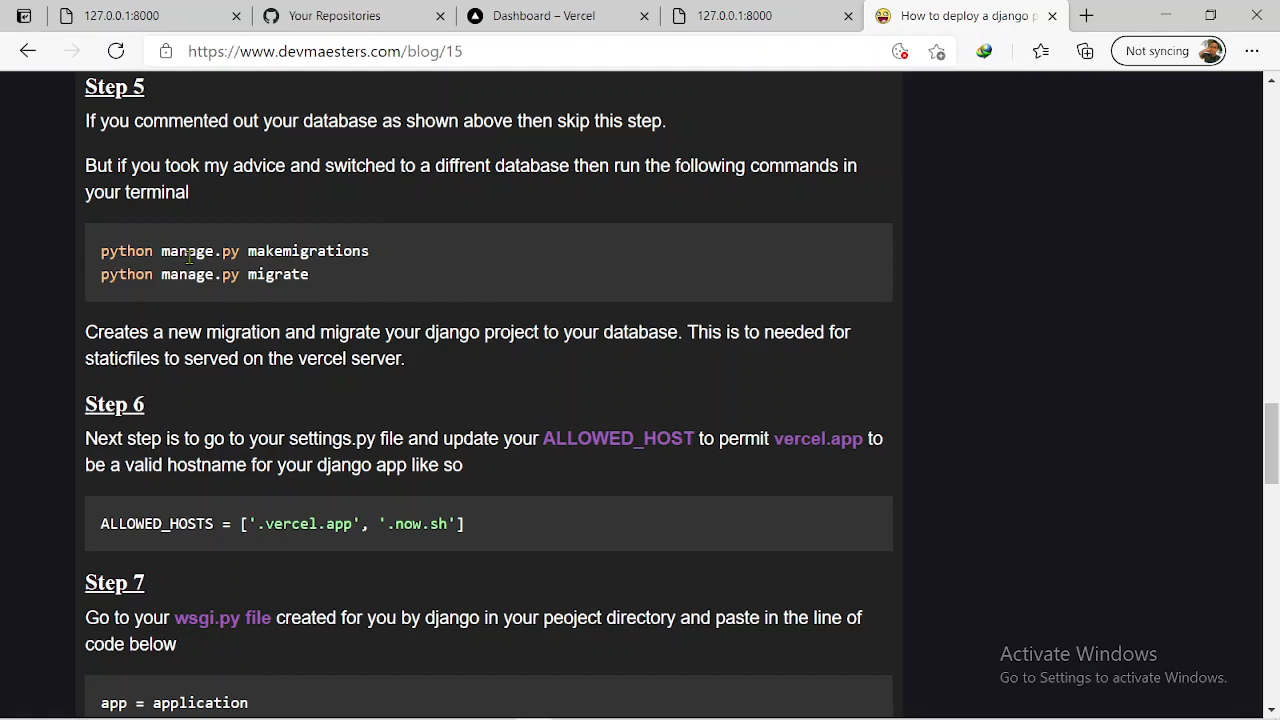 127.0.0.1:8000
Your Repositories
Dashboard – Vercel
127.0.0.1:8000
How to deploy a django p
https://www.devmaesters.com/blog/15
Not syncing
Step 5
If you commented out your database as shown above then skip this step.
But if you took my advice and switched to a diffrent database then run the following commands in
your terminal
python manage.py makemigrations
python manage.py migrate
Creates a new migration and migrate your django project to your database. This is to needed for
staticfiles to served on the vercel server.
Step 6
Next step is to go to your settings.py file and update your ALLOWED_HOST to permit vercel.app to
be a valid hostname for your django app like so
ALLOWED_HOSTS = ['.vercel.app', '.now.sh']
Step 7
Go to your wsgi.py file created for you by django in your peoject directory and paste in the line of
code below
app = application
Activate Windows
Go to Settings to activate Windows.